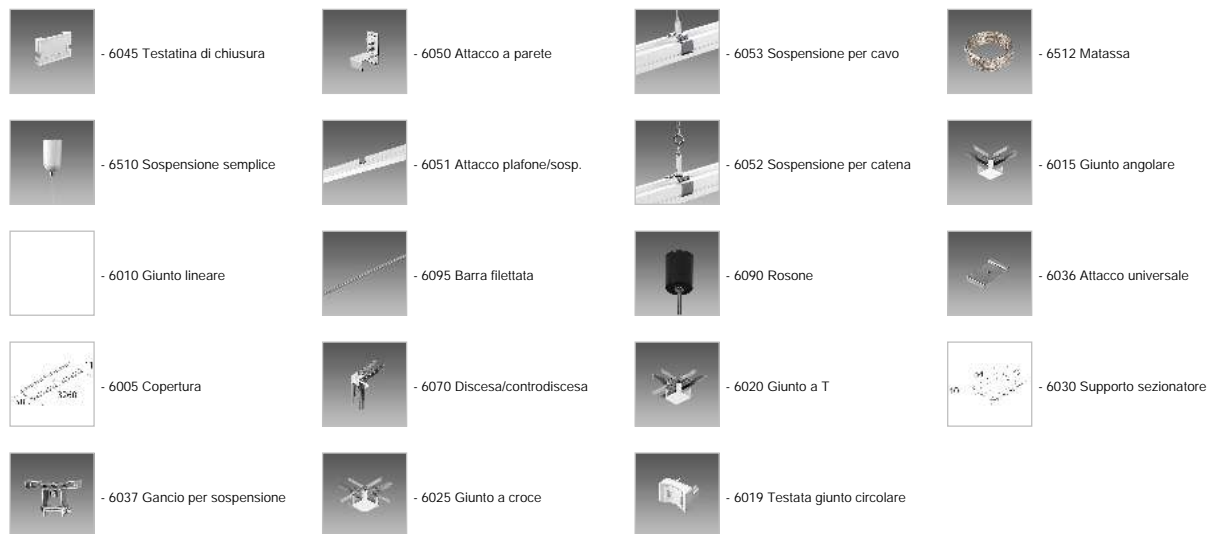 - 6045 Testatina di chiusura
- 6050 Attacco a parete
- 6053 Sospensione per cavo
- 6512 Matassa
- 6510 Sospensione semplice
- 6051 Attacco plafone/sosp.
- 6052 Sospensione per catena
- 6015 Giunto angolare
- 6010 Giunto lineare
- 6095 Barra filettata
- 6090 Rosone
- 6036 Attacco universale
- 6005 Copertura
- 6070 Discesa/controdiscesa
- 6020 Giunto a T
- 6030 Supporto sezionatore
- 6037 Gancio per sospensione
- 6025 Giunto a croce
- 6019 Testata giunto circolare